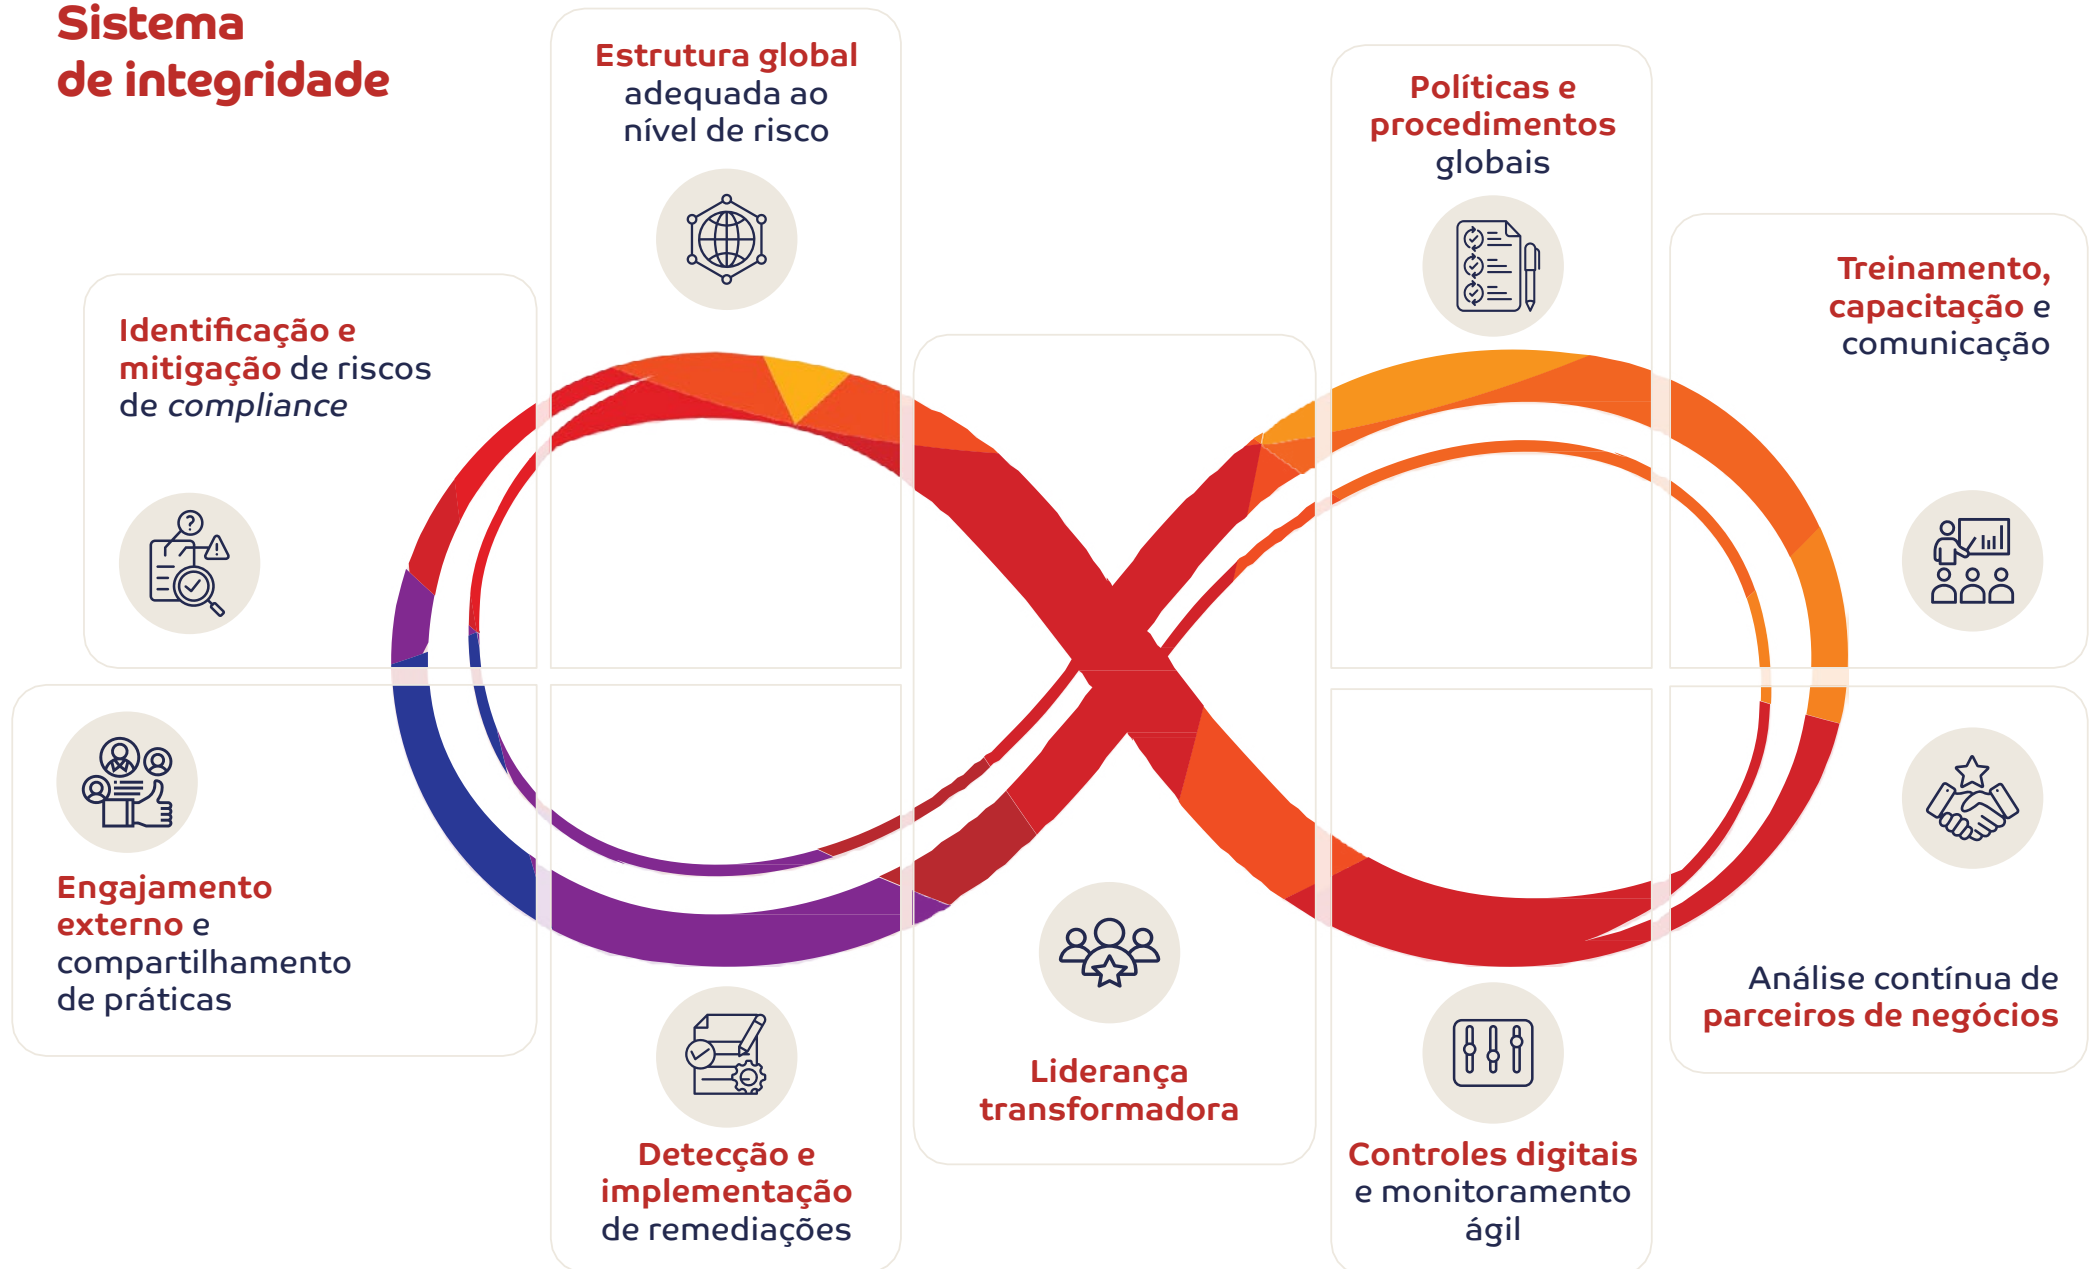 Sistema
de integridade
Estrutura global
adequada ao
nível de risco
Políticas e
procedimentos
globais
Treinamento,
capacitação e
comunicação
Identificação e
mitigação de riscos
de compliance
Engajamento
externo e
compartilhamento
de práticas
Detecção e
implementação
de remediações
Liderança
transformadora
Controles digitais
e monitoramento
ágil
Análise contínua de
parceiros de negócios